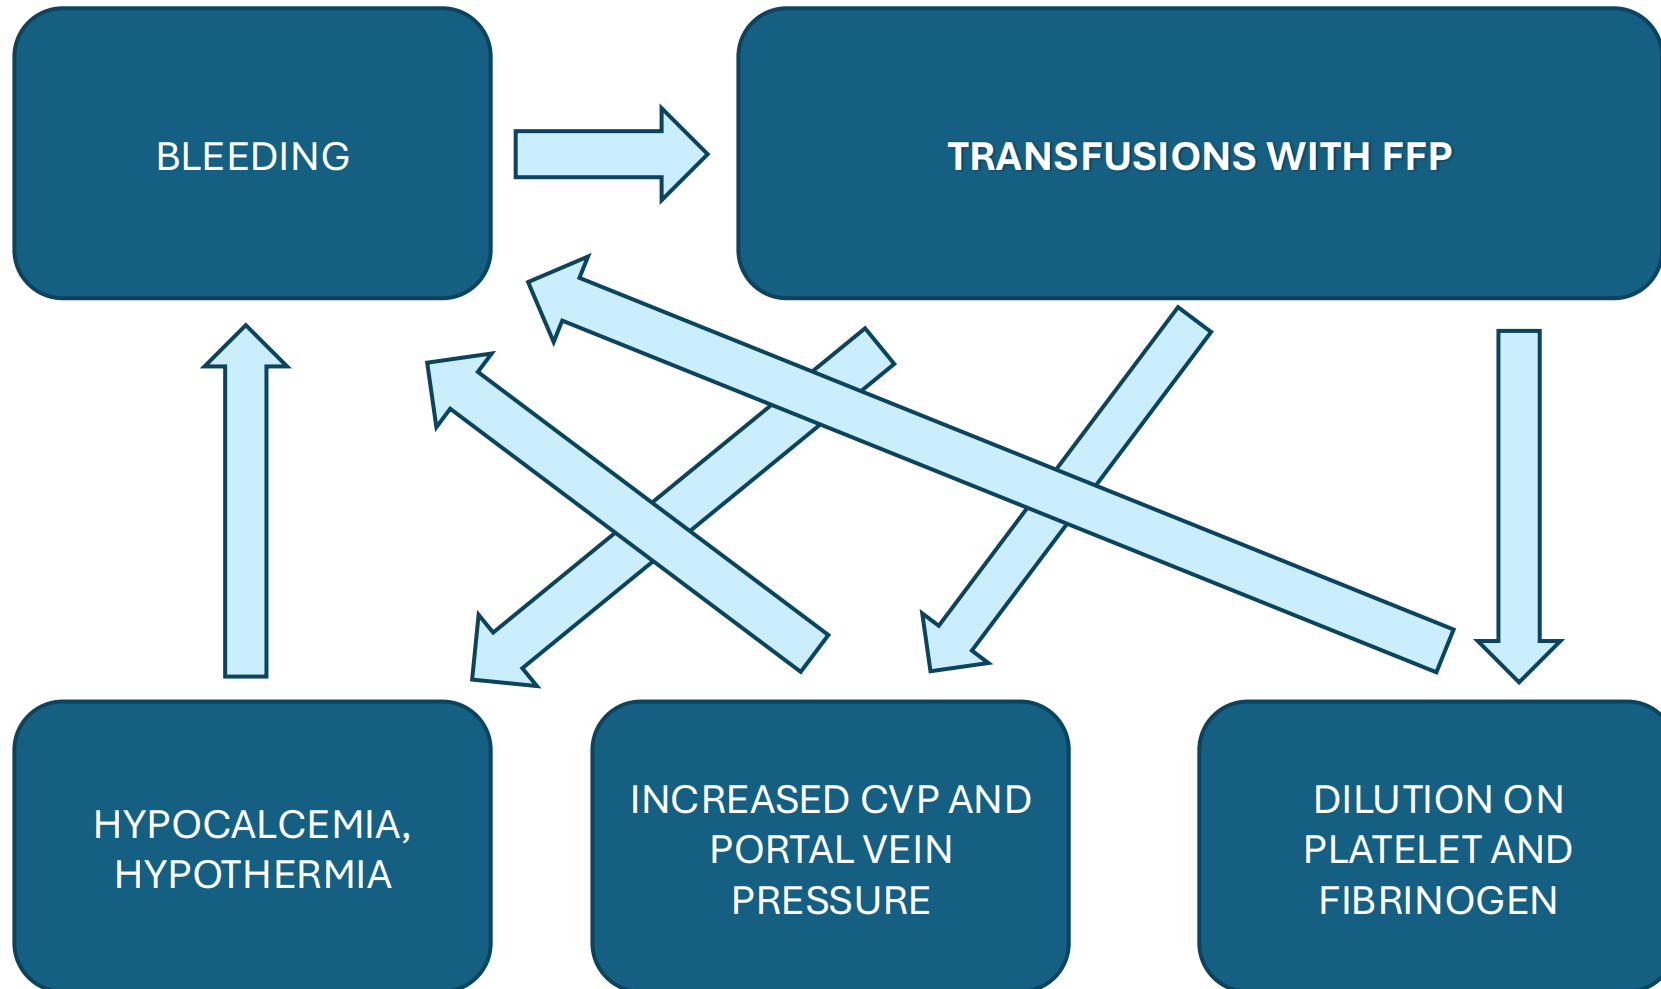 BLEEDING
TRANSFUSIONS WITH FFP
HYPOCALCEMIA,
HYPOTHERMIA
INCREASED CVP AND
PORTAL VEIN
PRESSURE
DILUTION ON
PLATELET AND
FIBRINOGEN